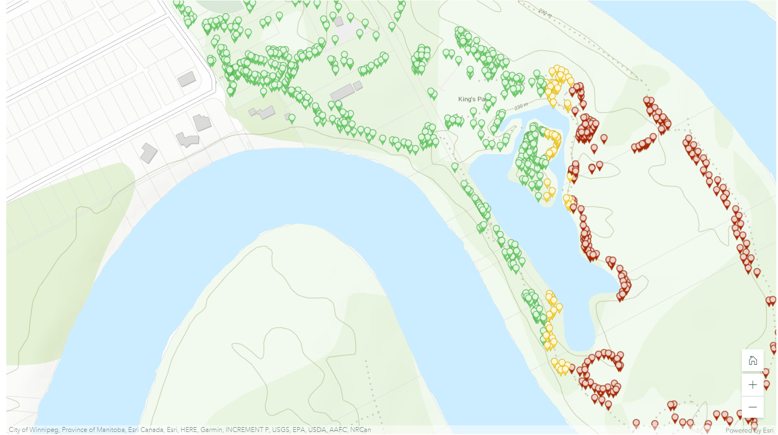 King's Park
City of Winnipeg, Province of Manitoba, Esri Canada, Esri, HERE, Garmin, INCREMENT P, USGS, EPA, USDA, AAFC, NRCan
Powered by Esri